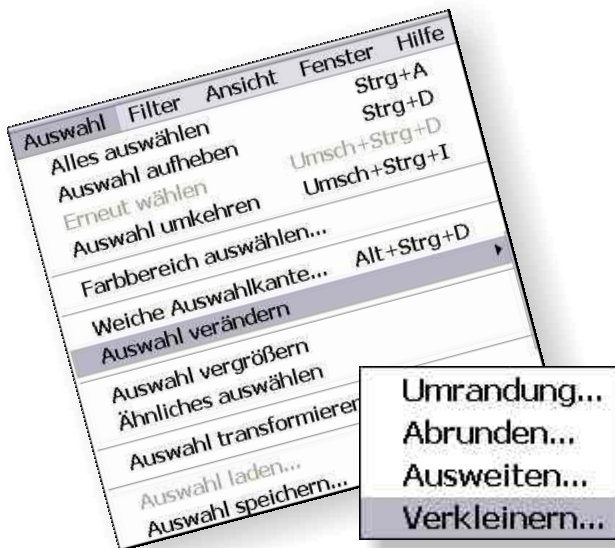 Auswahl Filter Ansicht Fenster Hilfe
Alles auswählen Strg+A
Auswahl aufheben Strg+D
Erneut wählen Umsch+Strg+D
Auswahl umkehren Umsch+Strg+I
Farbbereich auswählen...
Weiche Auswahlkante... Alt+Strg+D
Auswahl verändern
Auswahl vergrößern
Ähnliches auswählen
Auswahl transformieren
Auswahl laden...
Auswahl speichern...
Umrandung...
Abrunden...
Ausweiten...
Verkleinern...